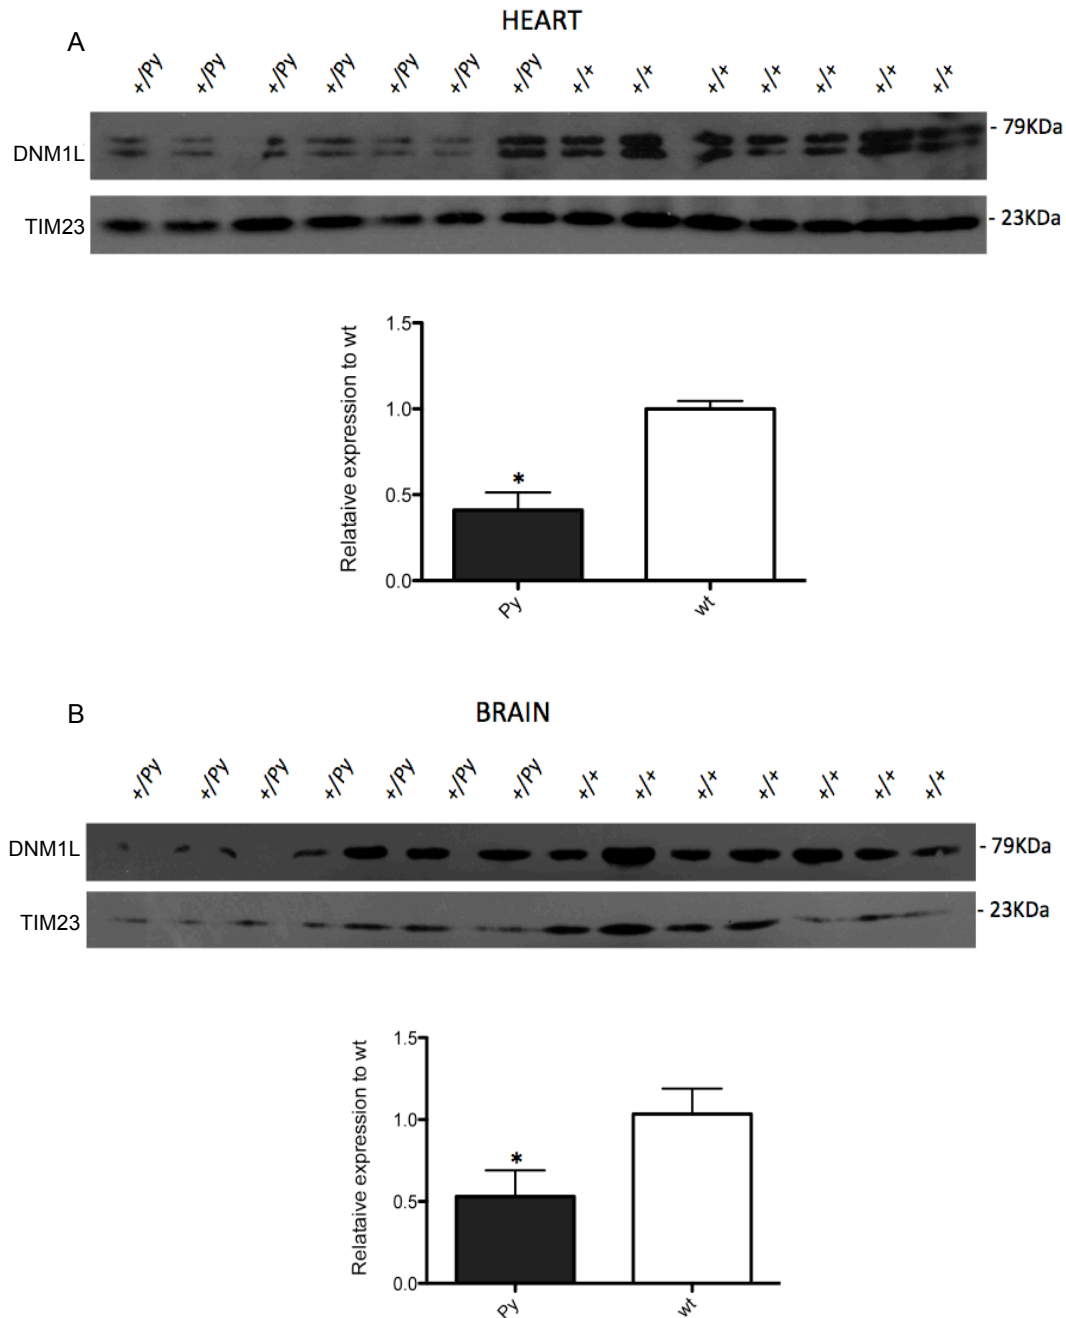 HEART
A
+/Py +/Py +/Py +/Py +/Py +/Py +/Py +/+ +/+ +/+ +/+ +/+ +/+ +/+
DNM1L
- 79KDa
TIM23
- 23KDa
Relataive expression to wt
1.5
1.0
0.5
0.0
*
Py wt
B
BRAIN
+/Py +/Py +/Py +/Py +/Py +/Py +/Py +/+ +/+ +/+ +/+ +/+ +/+ +/+
DNM1L
- 79KDa
TIM23
- 23KDa
Relataive expression to wt
1.5
1.0
0.5
0.0
*
Py wt